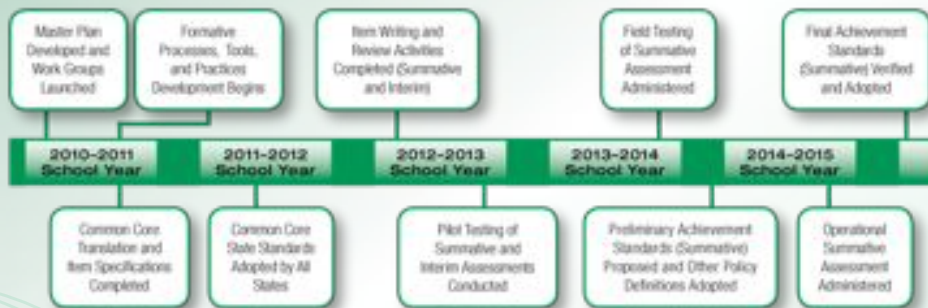 Master Plan
Developed and
Work Groups
Launched
Formative
Processes, Tools,
and Practices
Development Begins
Item Writing and
Review Activities
Completed (Summative
and Interim)
Field Testing
of Summative
Assessment
Administered
Final Achievement
Standards
(Summative) Verified
and Adopted
2010-2011
School Year
2011-2012
School Year
2012-2013
School Year
2013-2014
School Year
2014-2015
School Year
Common Core
Translation and
Item Specifications
Completed
Common Core
State Standards
Adopted by All
States
Pilot Testing of
Summative and
Interim Assessments
Conducted
Preliminary Achievement
Standards (Summative)
Proposed and Other Policy
Definitions Adopted
Operational
Summative
Assessment
Administered